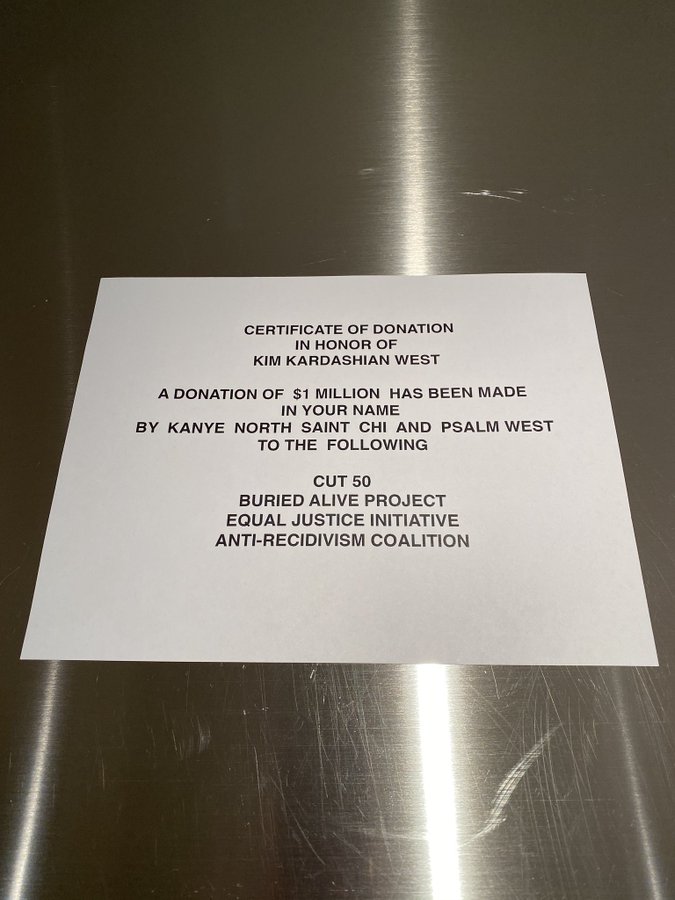 CERTIFICATE OF DONATION
IN HONOR OF
KIM KARDASHIAN WEST
A DONATION OF $1 MILLION HAS BEEN MADE
IN YOUR NAME
BY KANYE NORTH SAINT CHI AND PSALM WEST
TO THE FOLLOWING
CUT 50
BURIED ALIVE PROJECT
EQUAL JUSTICE INITIATIVE
ANTI-RECIDIVISM COALITION